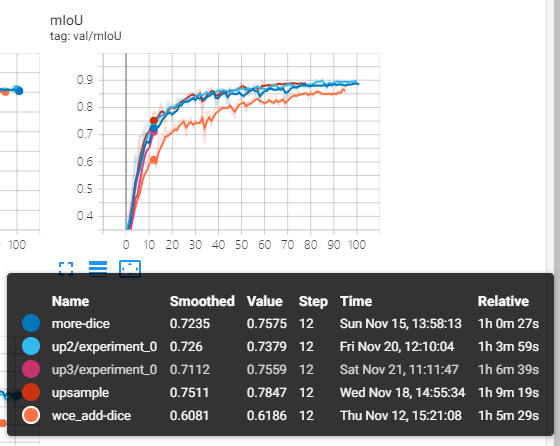 mIoU
tag: val/mIoU
0.9
0.8
0.7
0.6
0.5
0.4
100
0 10 20 30 40 50 60 70 80 90 100
Name Smoothed Value Step Time Relative
more-dice 0.7235 0.7575 12 Sun Nov 15, 13:58:13 1h 0m 27s
up2/experiment_0 0.726 0.7379 12 Fri Nov 20, 12:10:04 1h 3m 59s
up3/experiment_0 0.7112 0.7559 12 Sat Nov 21, 11:11:47 1h 6m 39s
upsample 0.7511 0.7847 12 Wed Nov 18, 14:55:34 1h 9m 19s
wce_add-dice 0.6081 0.6186 12 Thu Nov 12, 15:21:08 1h 5m 29s